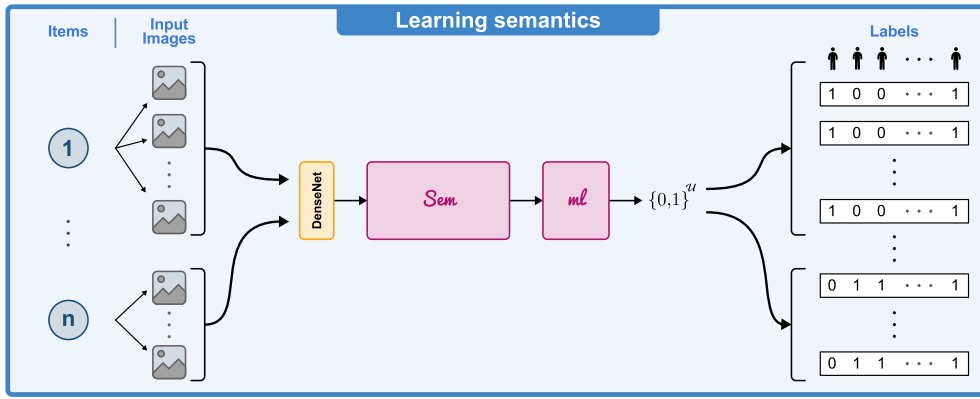 Learning semantics
Items
Input
Images
Labels
1 0 0 · · · 1
1
1 0 0 · · · 1
DenseNet
Sem
ml
{0,1}^u
1 0 0 · · · 1
n
0 1 1 · · · 1
0 1 1 · · · 1